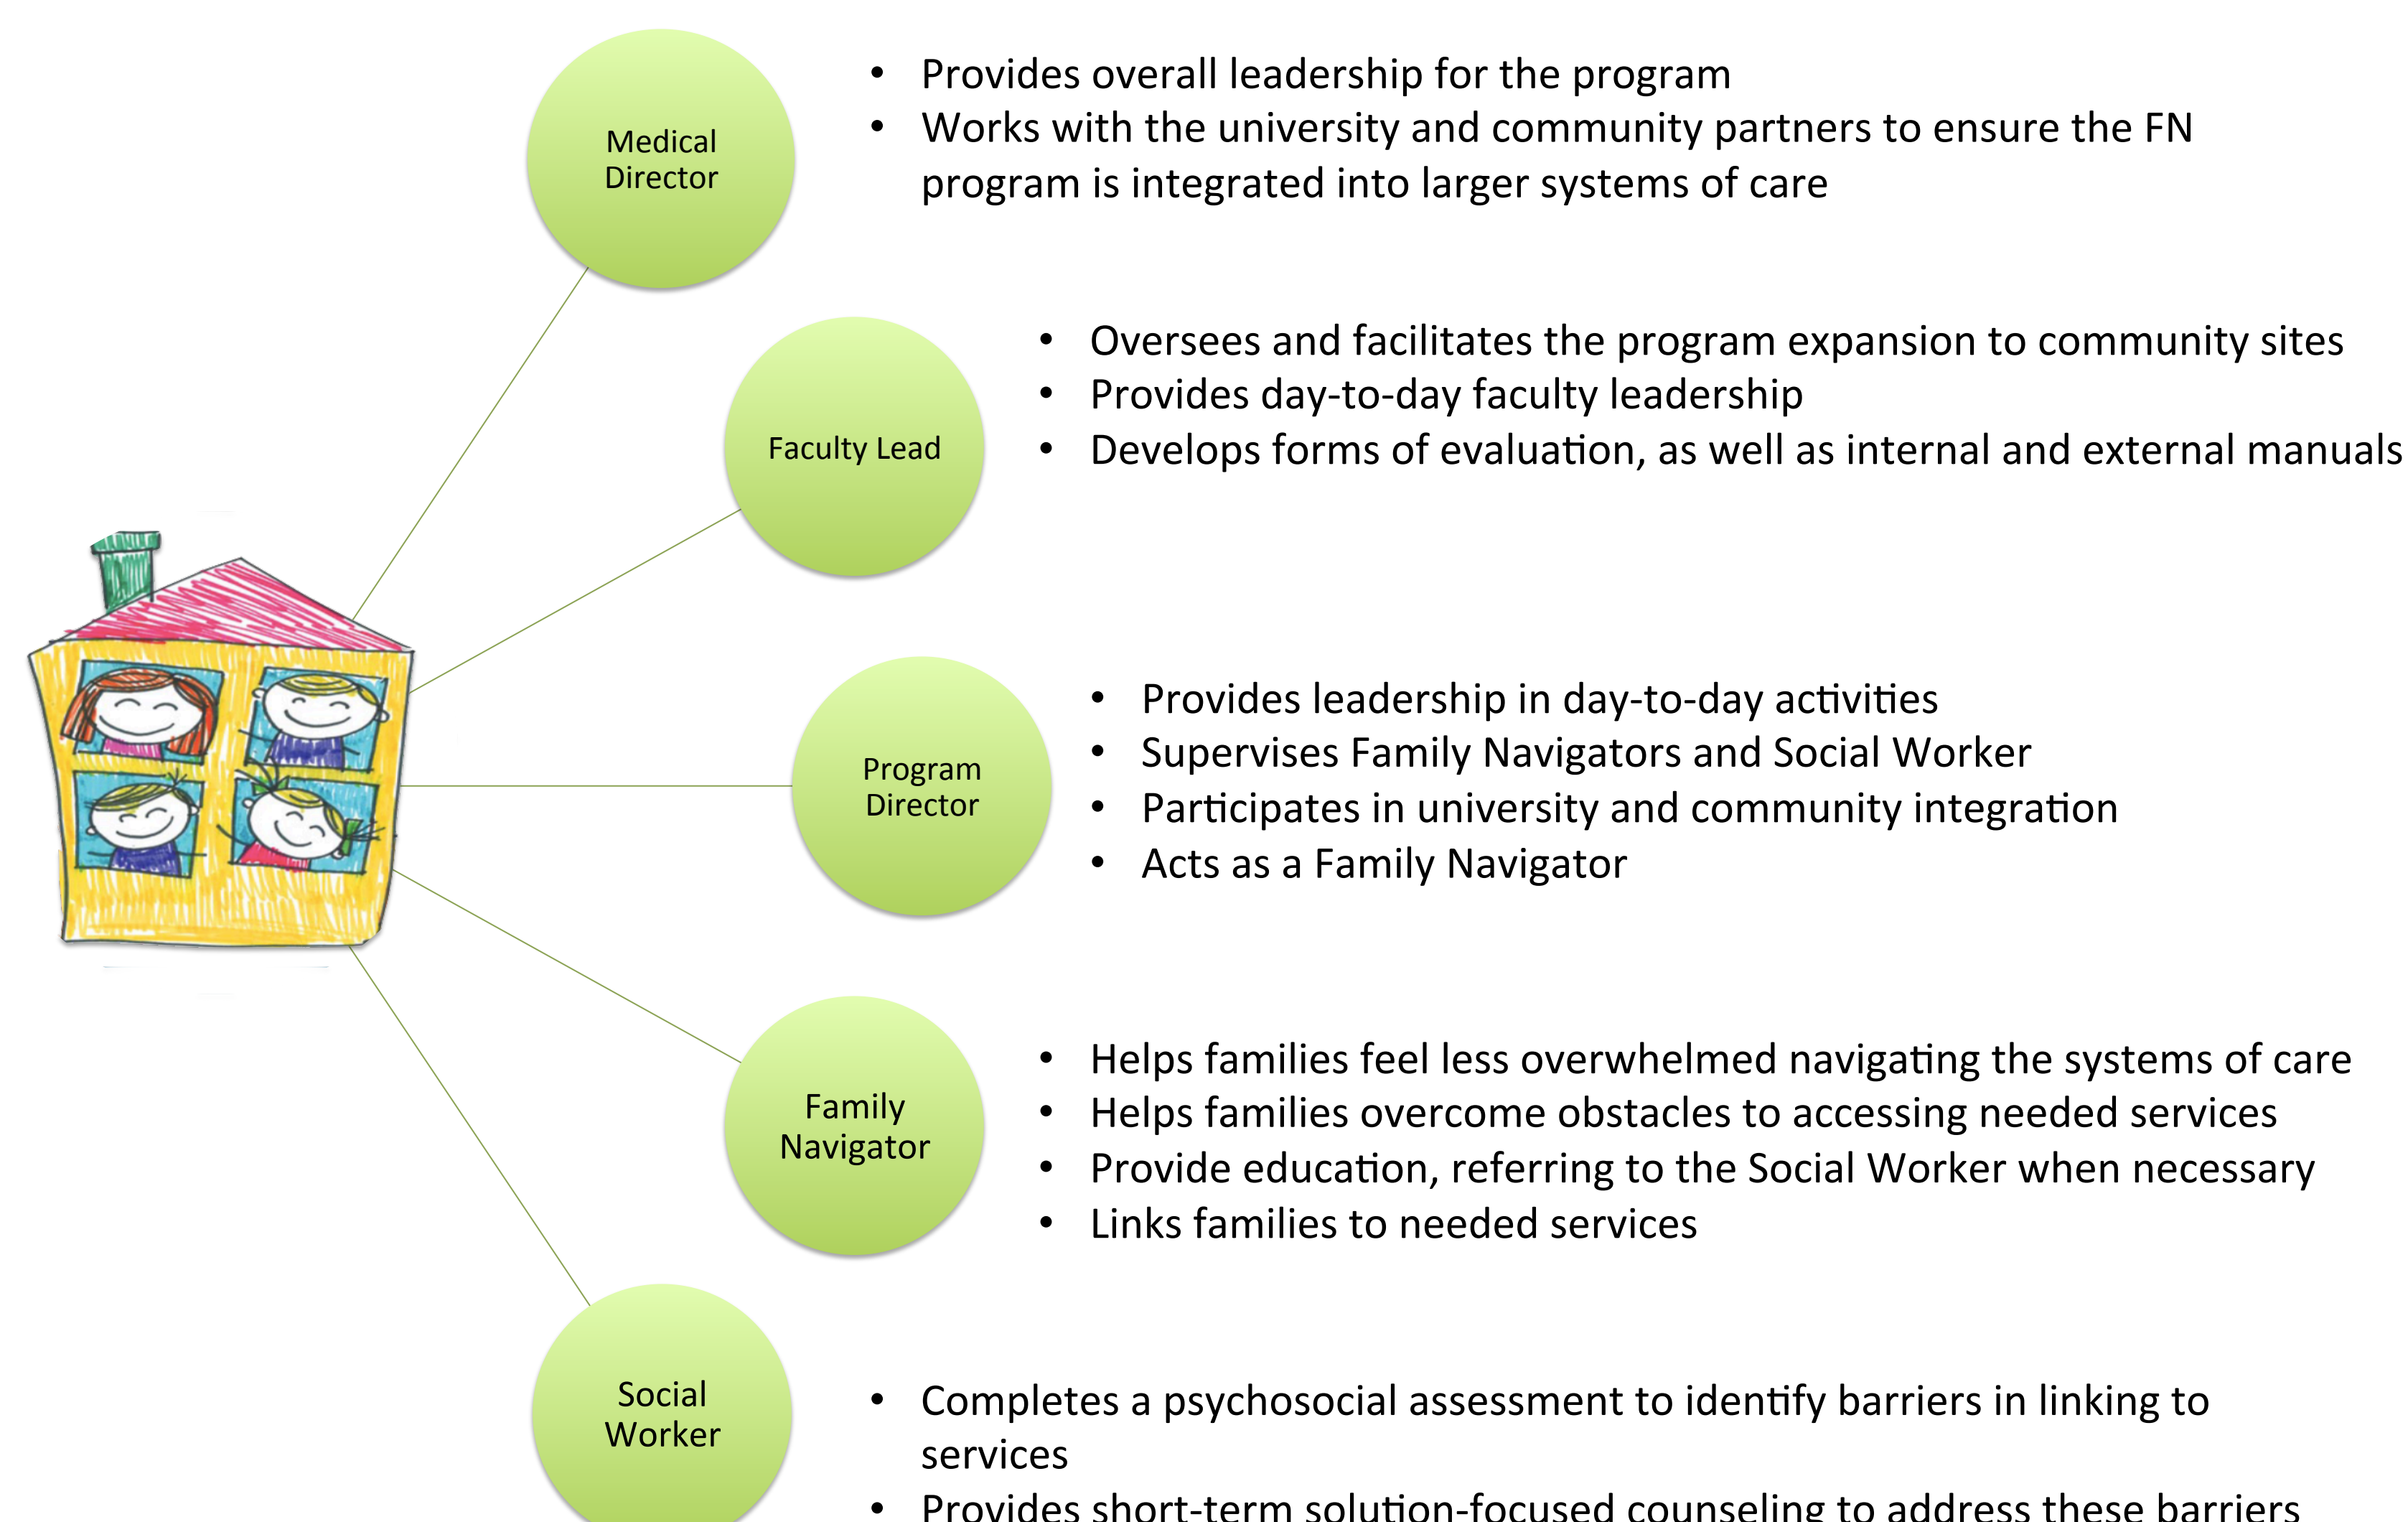 Medical
Director
• Provides overall leadership for the program
• Works with the university and community partners to ensure the FN
program is integrated into larger systems of care
Faculty Lead
• Oversees and facilitates the program expansion to community sites
• Provides day-to-day faculty leadership
• Develops forms of evaluation, as well as internal and external manuals
Program
Director
• Provides leadership in day-to-day activities
• Supervises Family Navigators and Social Worker
• Participates in university and community integration
• Acts as a Family Navigator
Family
Navigator
• Helps families feel less overwhelmed navigating the systems of care
• Helps families overcome obstacles to accessing needed services
• Provide education, referring to the Social Worker when necessary
• Links families to needed services
Social
Worker
• Completes a psychosocial assessment to identify barriers in linking to
services
• Provides short-term solution-focused counseling to address these barriers